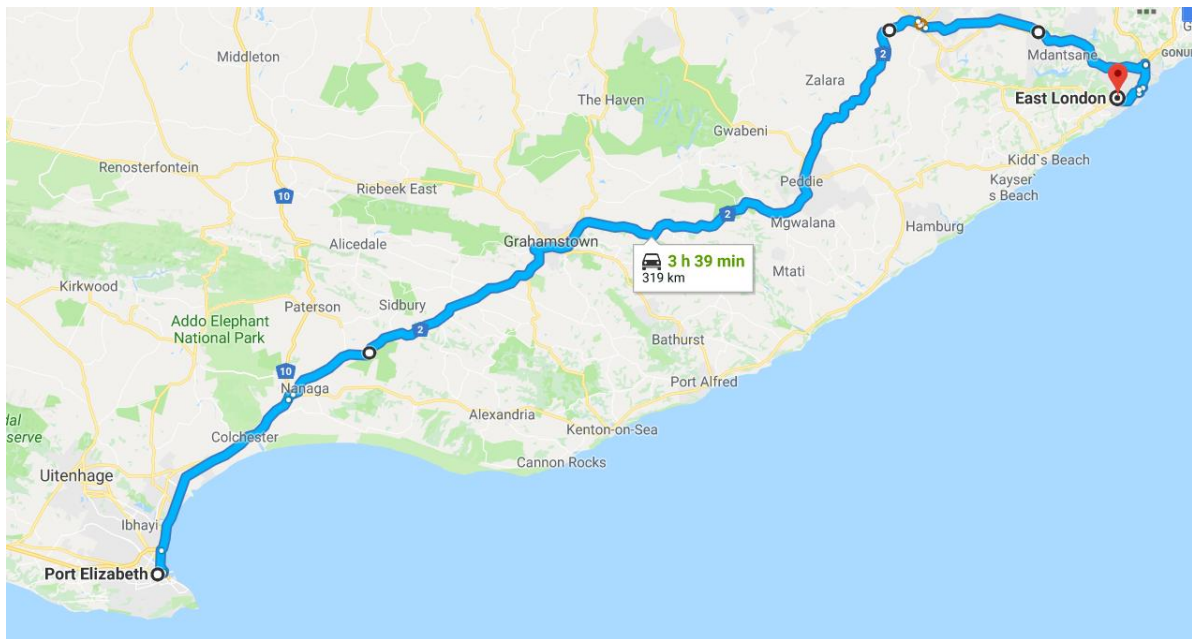 Middleton
2
Mdantsane
GONU
Zalara
The Haven
East London
Gwabeni
Renosterfontein
Kidd`s Beach
Riebeek East
Peddie
Kayser`
s Beach
10
2
Mgwalana
Hamburg
Alicedale
Grahamstown
3 h 39 min
319 km
Mtati
Kirkwood
Paterson
Sidbury
Addo Elephant
National Park
2
Bathurst
10
Nanaga
Port Alfred
Alexandria
Kenton-on-Sea
Colchester
Cannon Rocks
Uitenhage
Ibhayi
Port Elizabeth